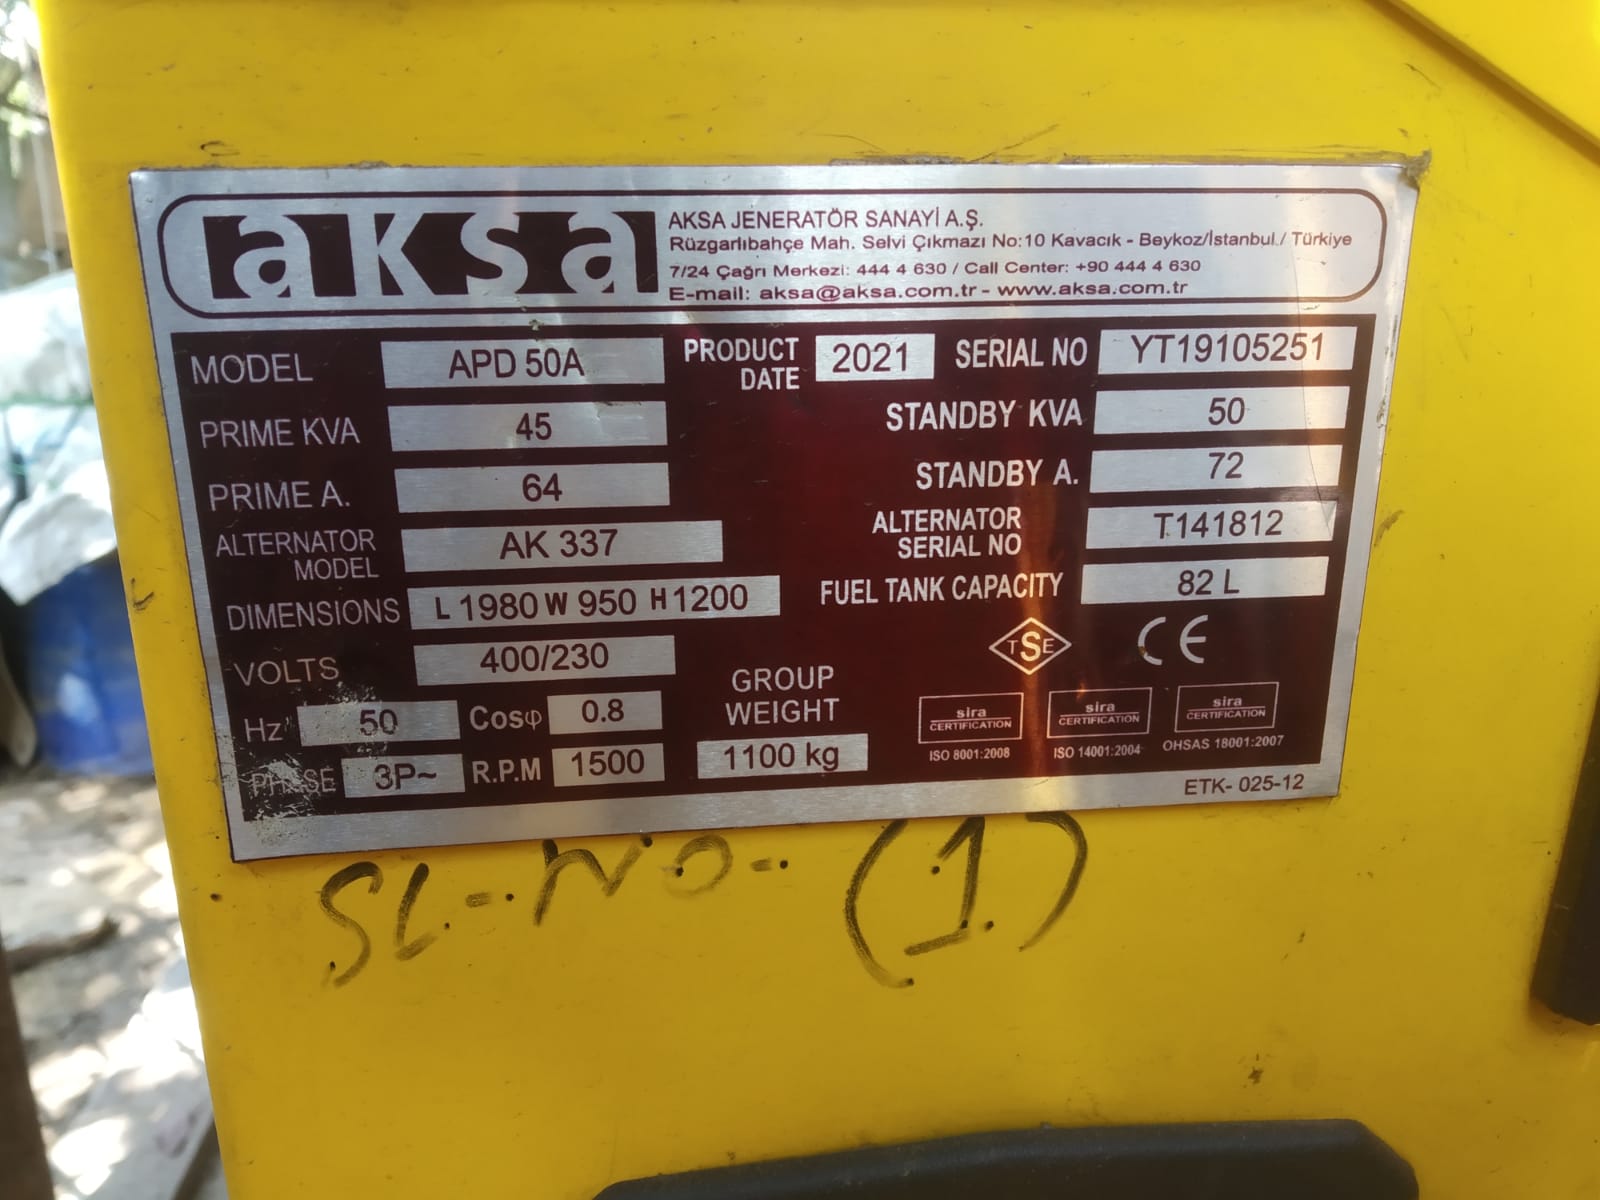 aksa
AKSA JENERATÖR SANAYİ A.Ş.
Rüzgarlıbahçe Mah. Selvi Çıkmazı No:10 Kavacık - Beykoz/İstanbul / Türkiye
7/24 Çağrı Merkezi: 444 4 630 / Call Center: +90 444 4 630
E-mail: aksa@aksa.com.tr - www.aksa.com.tr
MODEL APD 50A PRODUCT DATE 2021 SERIAL NO YT19105251
PRIME KVA 45 STANDBY KVA 50
PRIME A. 64 STANDBY A. 72
ALTERNATOR MODEL AK 337 ALTERNATOR SERIAL NO T141812
DIMENSIONS L 1980 W 950 H 1200 FUEL TANK CAPACITY 82 L
VOLTS 400/230
TSE CE
Hz 50 Cosφ 0.8 GROUP WEIGHT 1100 kg
PHASE 3P~ R.P.M 1500
sira CERTIFICATION sira CERTIFICATION sira CERTIFICATION
ISO 8001:2008 ISO 14001:2004 OHSAS 18001:2007
ETK- 025-12
SL-.NO-: (1)